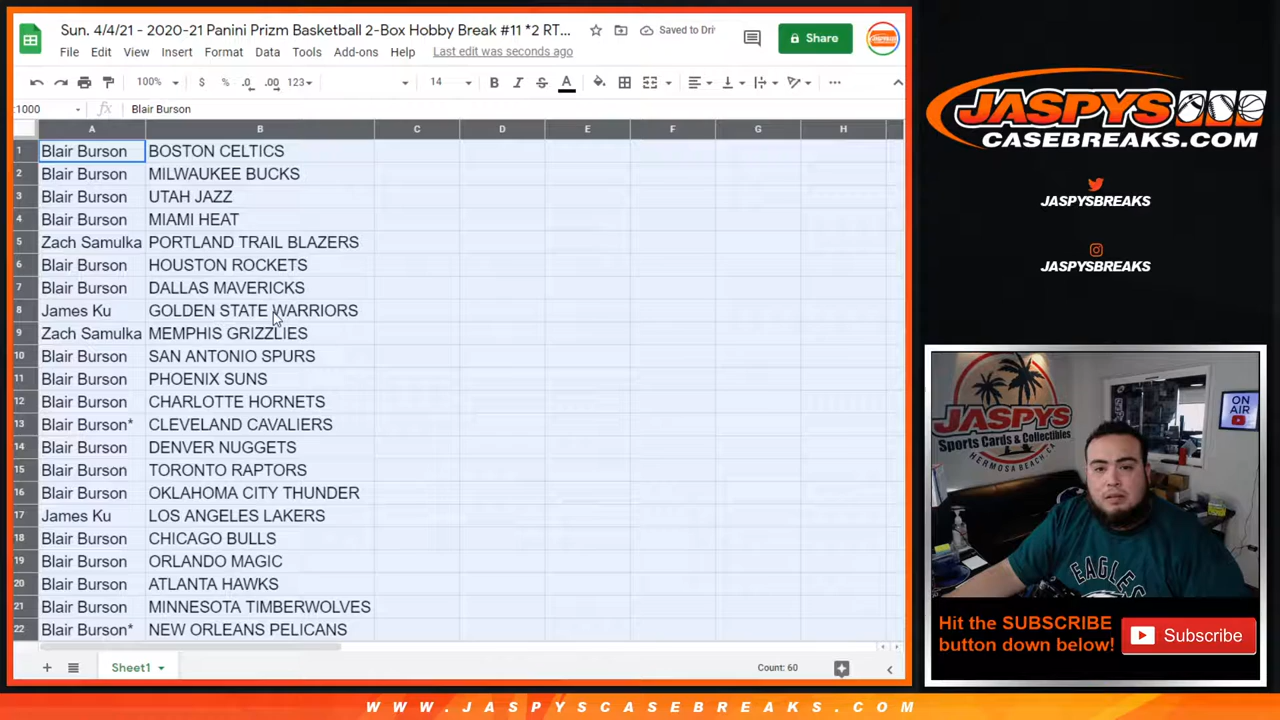 Sun. 4/4/21 - 2020-21 Panini Prizm Basketball 2-Box Hobby Break #11 *2 RT...
Saved to Dri
Share
File Edit View Insert Format Data Tools Add-ons Help Last edit was seconds ago
100% $ % .0 .00 123 14 B I S A
:1000 fx Blair Burson
A B C D E F G H
1 Blair Burson BOSTON CELTICS
2 Blair Burson MILWAUKEE BUCKS
3 Blair Burson UTAH JAZZ
4 Blair Burson MIAMI HEAT
5 Zach Samulka PORTLAND TRAIL BLAZERS
6 Blair Burson HOUSTON ROCKETS
7 Blair Burson DALLAS MAVERICKS
8 James Ku GOLDEN STATE WARRIORS
9 Zach Samulka MEMPHIS GRIZZLIES
10 Blair Burson SAN ANTONIO SPURS
11 Blair Burson PHOENIX SUNS
12 Blair Burson CHARLOTTE HORNETS
13 Blair Burson* CLEVELAND CAVALIERS
14 Blair Burson DENVER NUGGETS
15 Blair Burson TORONTO RAPTORS
16 Blair Burson OKLAHOMA CITY THUNDER
17 James Ku LOS ANGELES LAKERS
18 Blair Burson CHICAGO BULLS
19 Blair Burson ORLANDO MAGIC
20 Blair Burson ATLANTA HAWKS
21 Blair Burson MINNESOTA TIMBERWOLVES
22 Blair Burson* NEW ORLEANS PELICANS
Sheet1
Count: 60
JASPYS
CASEBREAKS.COM
JASPYSBREAKS
JASPYSBREAKS
JASPYS
Sports Cards & Collectibles
HERMOSA BEACH, CA
ON
AIR
EAGLES
Hit the SUBSCRIBE
button down below!
Subscribe
WWW.JASPYSCASEBREAKS.COM